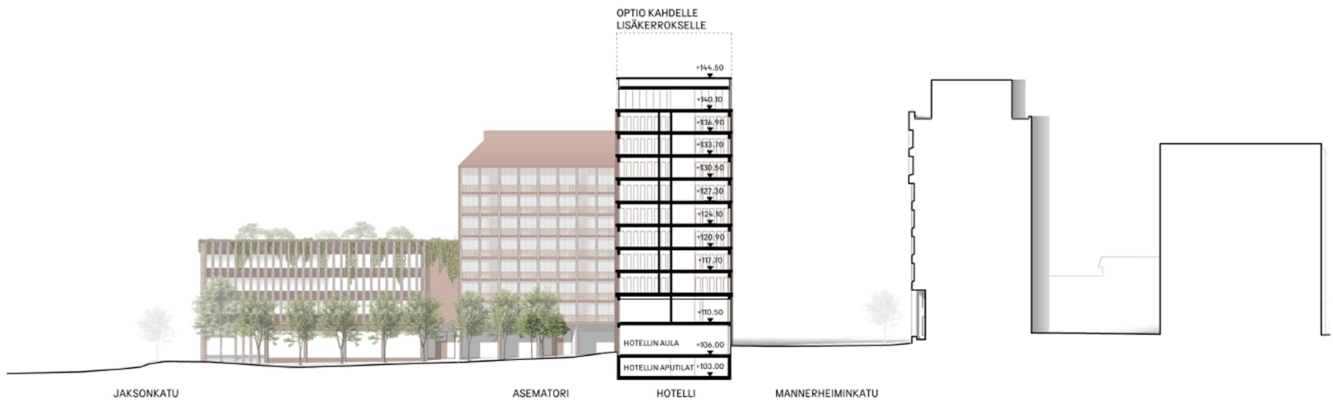 OPTIO KAHDELLE
LISÄKERROKSELLE
+144.50
+140.10
+136.90
+133.70
+130.50
+127.30
+124.10
+120.90
+117.70
+110.50
HOTELLIN AULA
+106.00
HOTELLIN APUTILAT
+103.00
JAKSONKATU
ASEMATORI
HOTELLI
MANNERHEIMINKATU